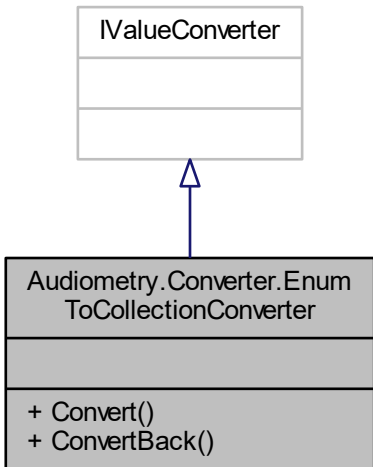 IValueConverter
Audiometry.Converter.Enum
ToCollectionConverter
+ Convert()
+ ConvertBack()